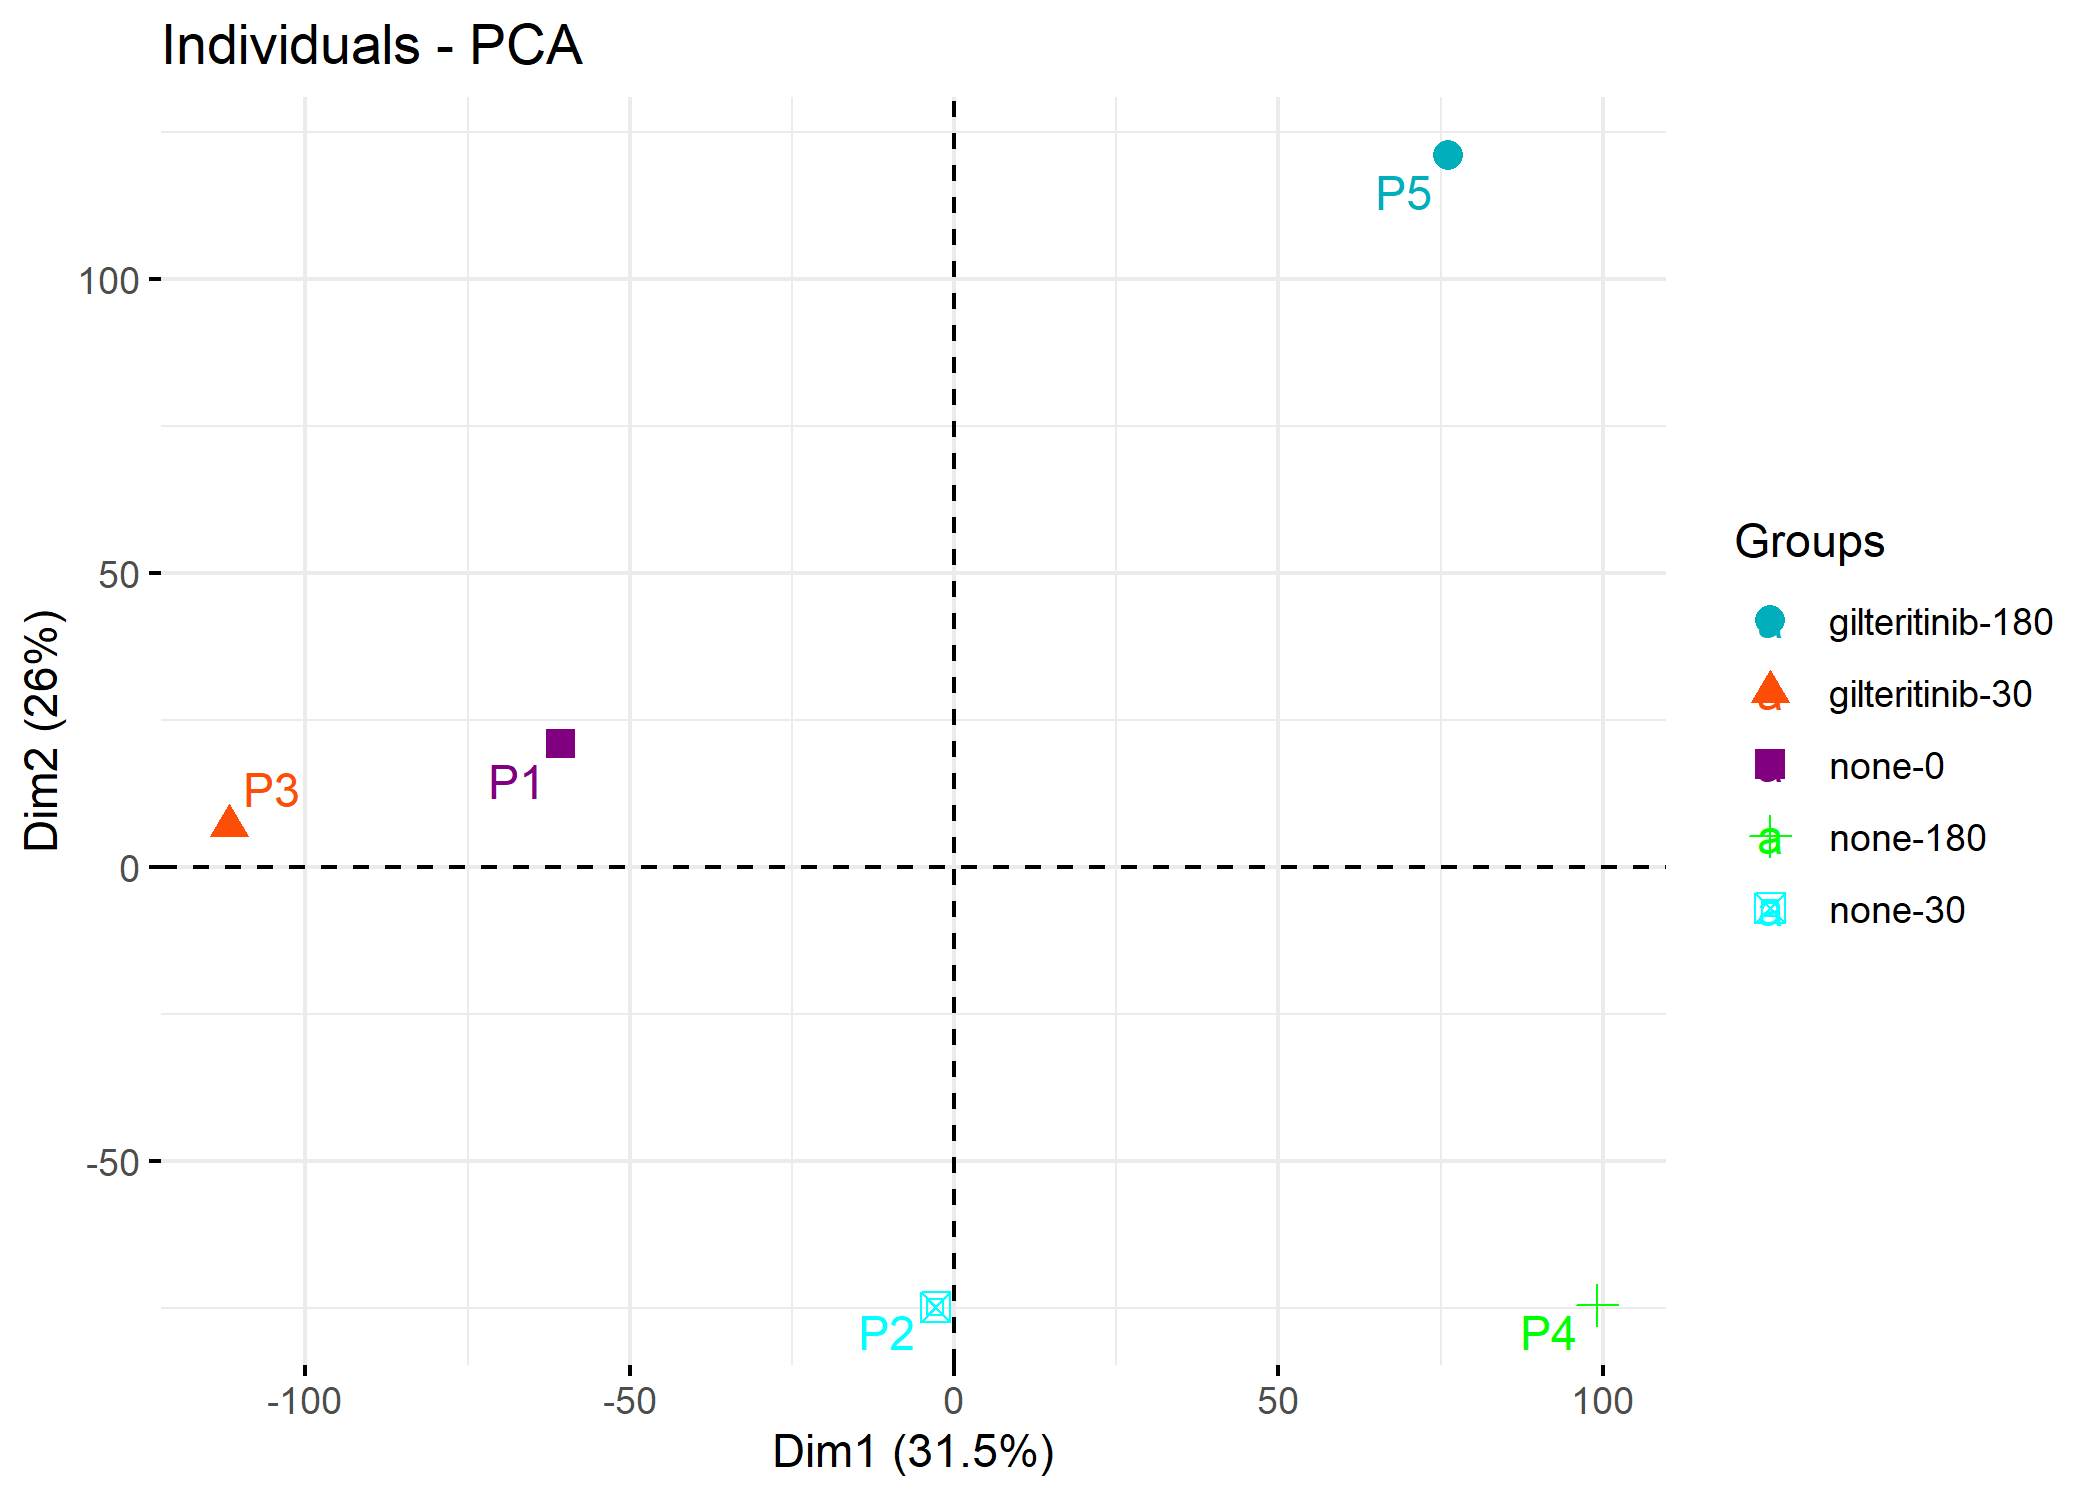 Individuals - PCA
P5
P3
P1
P2
P4
100
50
0
-50
-100
-50
0
50
100
Dim1 (31.5%)
Dim2 (26%)
Groups
a gilteritinib-180
a gilteritinib-30
a none-0
a none-180
a none-30